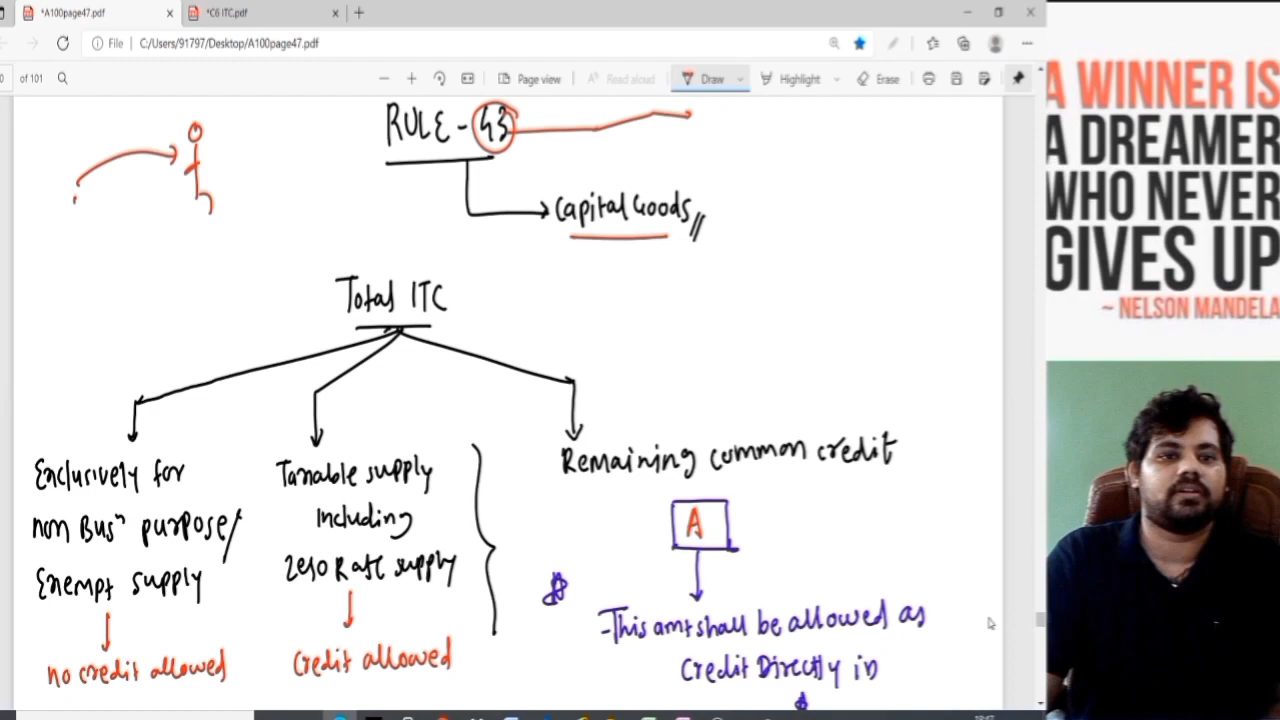 *A100page47.pdf
*C6 ITC.pdf
File
C:/Users/91797/Desktop/A100page47.pdf
of 101
Page view
Read aloud
Draw
Highlight
Erase
RULE - 43
Capital Goods
Total ITC
Exclusively for
non Busⁿ purpose/
Exempt supply
no credit allowed
Taxable supply
Including
Zero Rate supply
Credit allowed
Remaining common credit
A
- This amt shall be allowed as
Credit Directly in
A WINNER IS
A DREAMER
WHO NEVER
GIVES UP
~ NELSON MANDELA